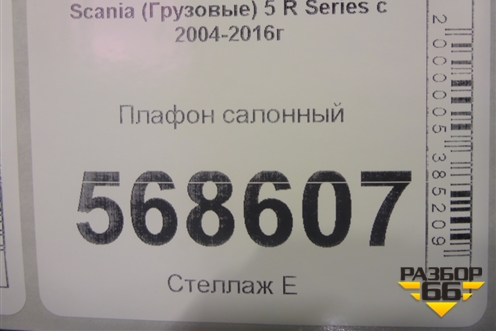 Scania (Грузовые) 5 R Series с
2004-2016г
Плафон салонный
568607
Стеллаж Е
2000005385209
РАЗБОР
66